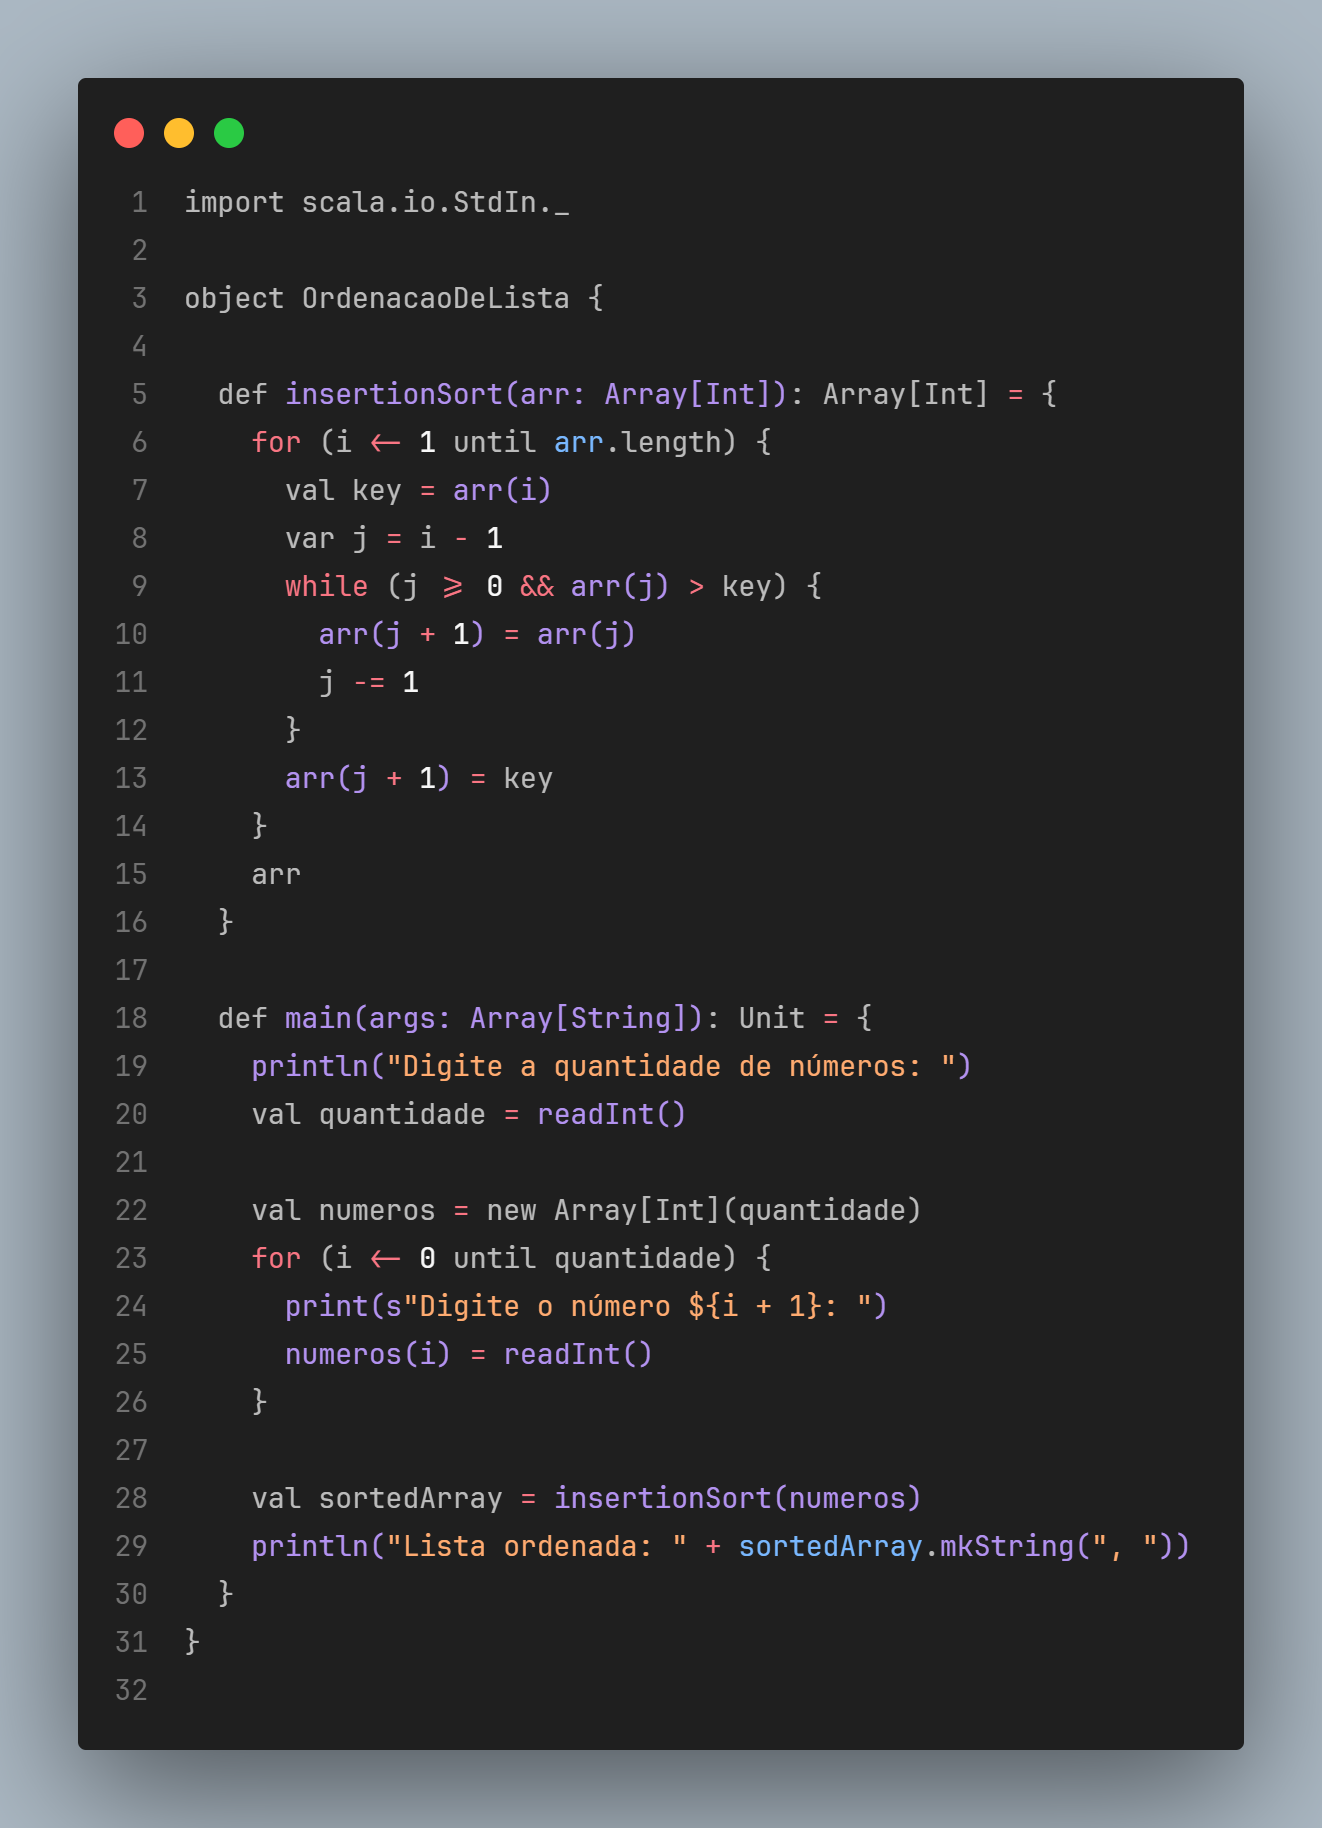 1 import scala.io.StdIn._
2
3 object OrdenacaoDeLista {
4
5   def insertionSort(arr: Array[Int]): Array[Int] = {
6     for (i <- 1 until arr.length) {
7       val key = arr(i)
8       var j = i - 1
9       while (j >= 0 && arr(j) > key) {
10         arr(j + 1) = arr(j)
11         j -= 1
12       }
13       arr(j + 1) = key
14     }
15     arr
16   }
17
18   def main(args: Array[String]): Unit = {
19     println("Digite a quantidade de números: ")
20     val quantidade = readInt()
21
22     val numeros = new Array[Int](quantidade)
23     for (i <- 0 until quantidade) {
24       print(s"Digite o número ${i + 1}: ")
25       numeros(i) = readInt()
26     }
27
28     val sortedArray = insertionSort(numeros)
29     println("Lista ordenada: " + sortedArray.mkString(", "))
30   }
31 }
32